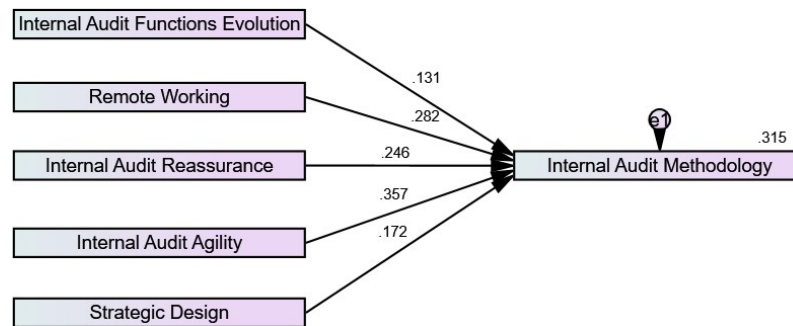 Internal Audit Functions Evolution
.131
Remote Working
.282
e1
.315
Internal Audit Reassurance
.246
Internal Audit Methodology
.357
Internal Audit Agility
.172
Strategic Design